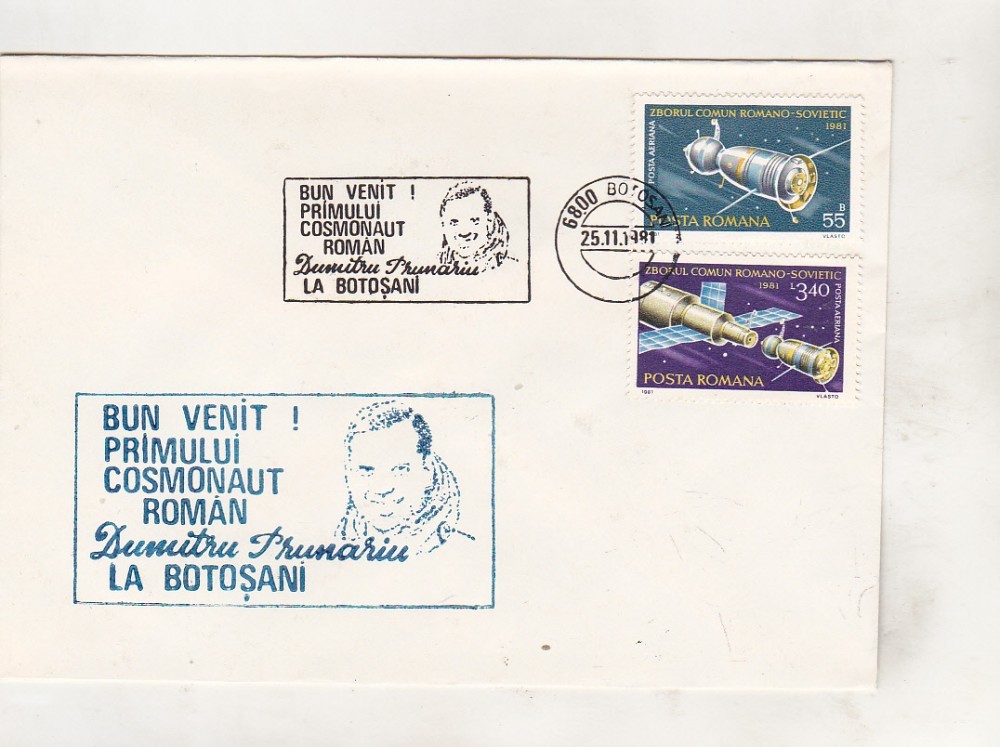 ZBORUL COMUN ROMANO-SOVIETIC
1981
POSTA AERIANA
B
55
POSTA ROMANA
VLASTO
BUN VENIT !
PRIMULUI
COSMONAUT
ROMÂN
Dumitru Prunariu
LA BOTOŞANI
6800 BOTOŞANI
25.11.1981
ZBORUL COMUN ROMANO-SOVIETIC
1981
L 3.40
POSTA AERIANA
POSTA ROMANA
1981
VLASTO
BUN VENIT !
PRIMULUI
COSMONAUT
ROMÂN
Dumitru Prunariu
LA BOTOŞANI